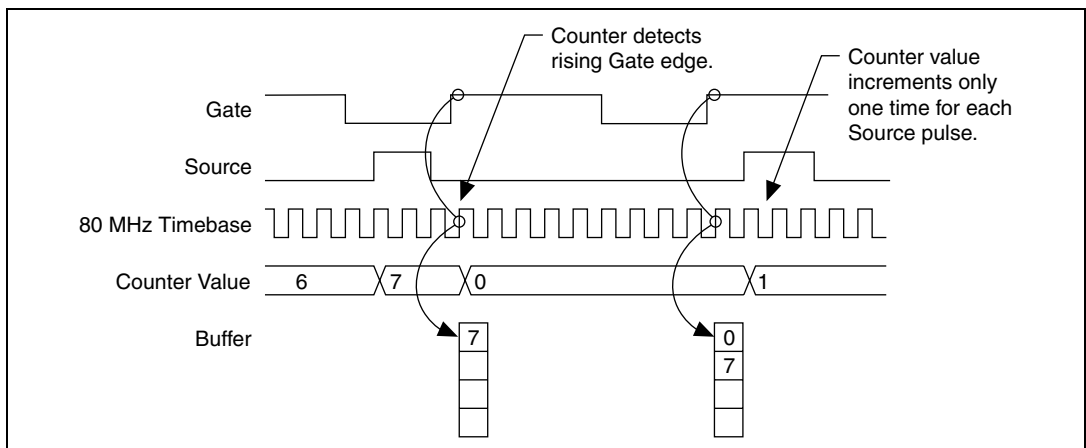 Counter detects
rising Gate edge.
Counter value
increments only
one time for each
Source pulse.
Gate
Source
80 MHz Timebase
Counter Value
6
7
0
1
Buffer
7
0
7